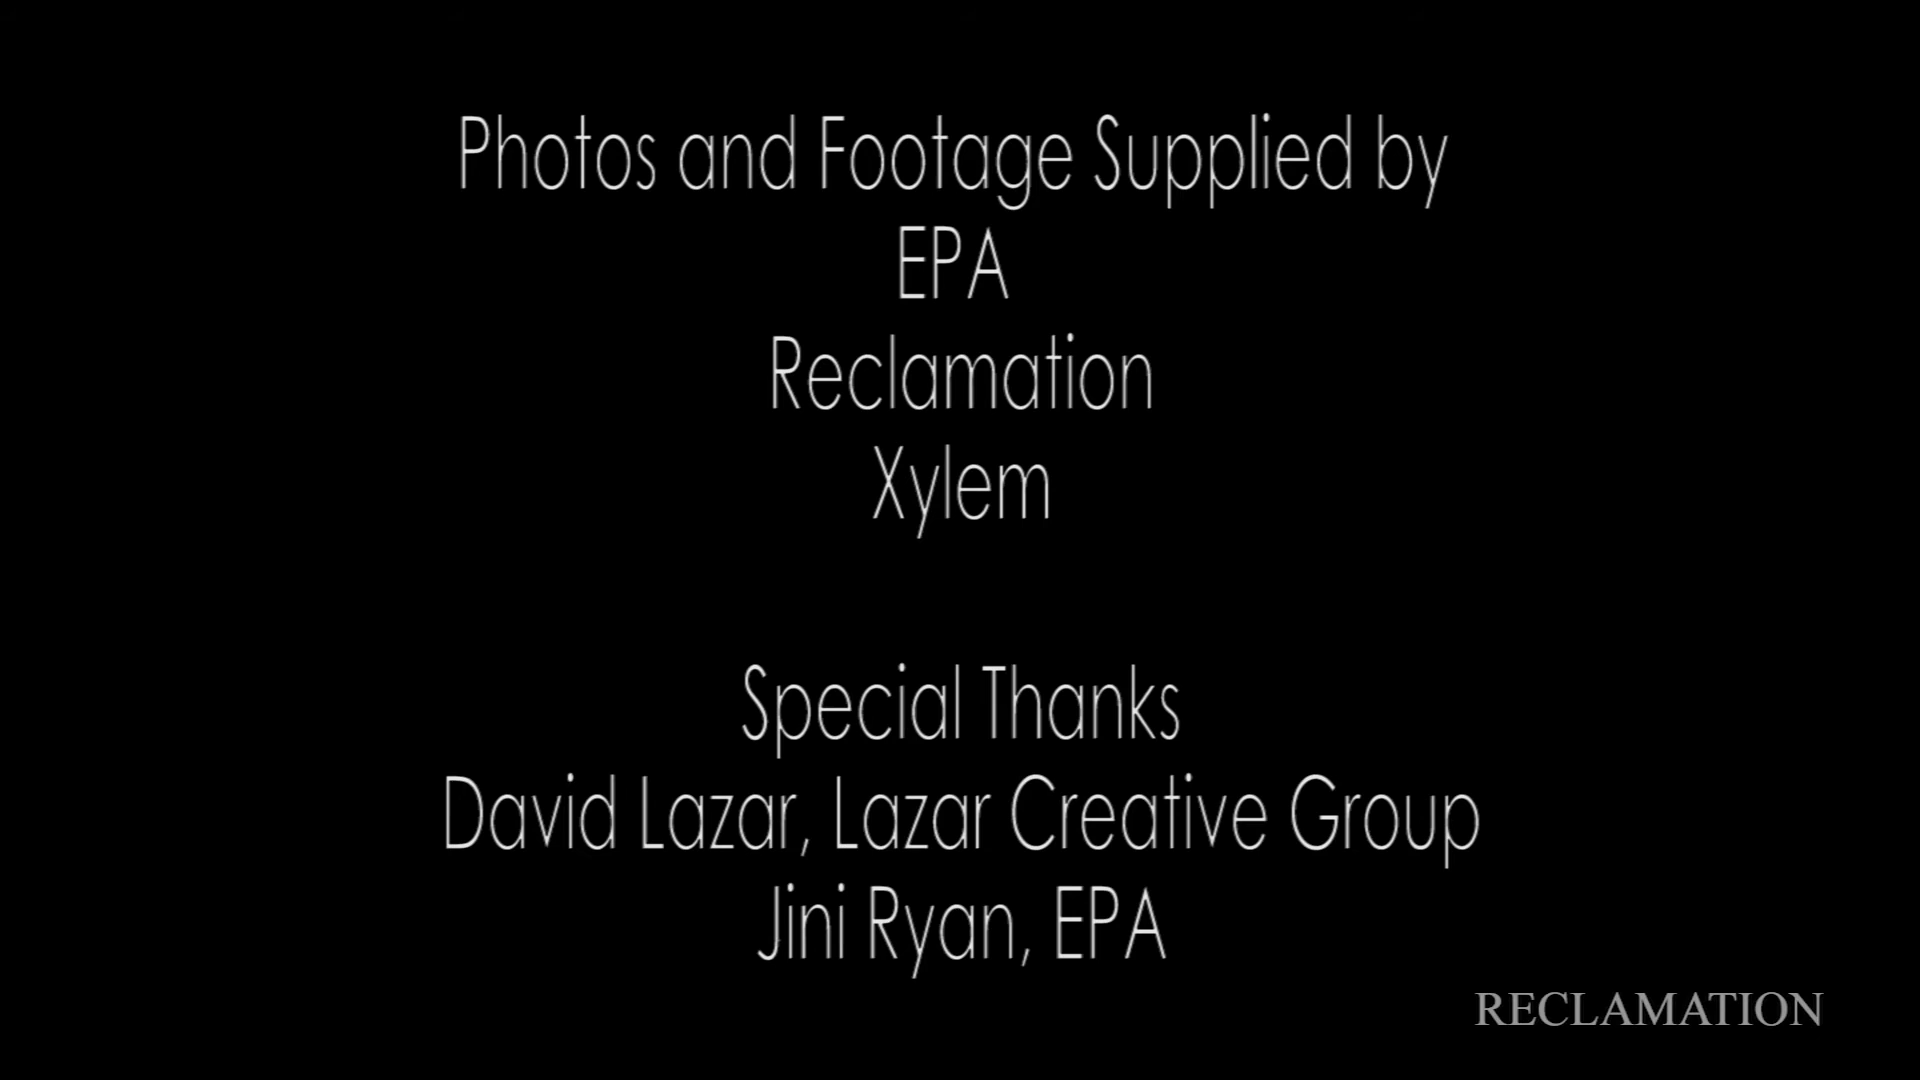 Photos and Footage Supplied by
EPA
Reclamation
Xylem
Special Thanks
David Lazar, Lazar Creative Group
Jini Ryan, EPA
RECLAMATION